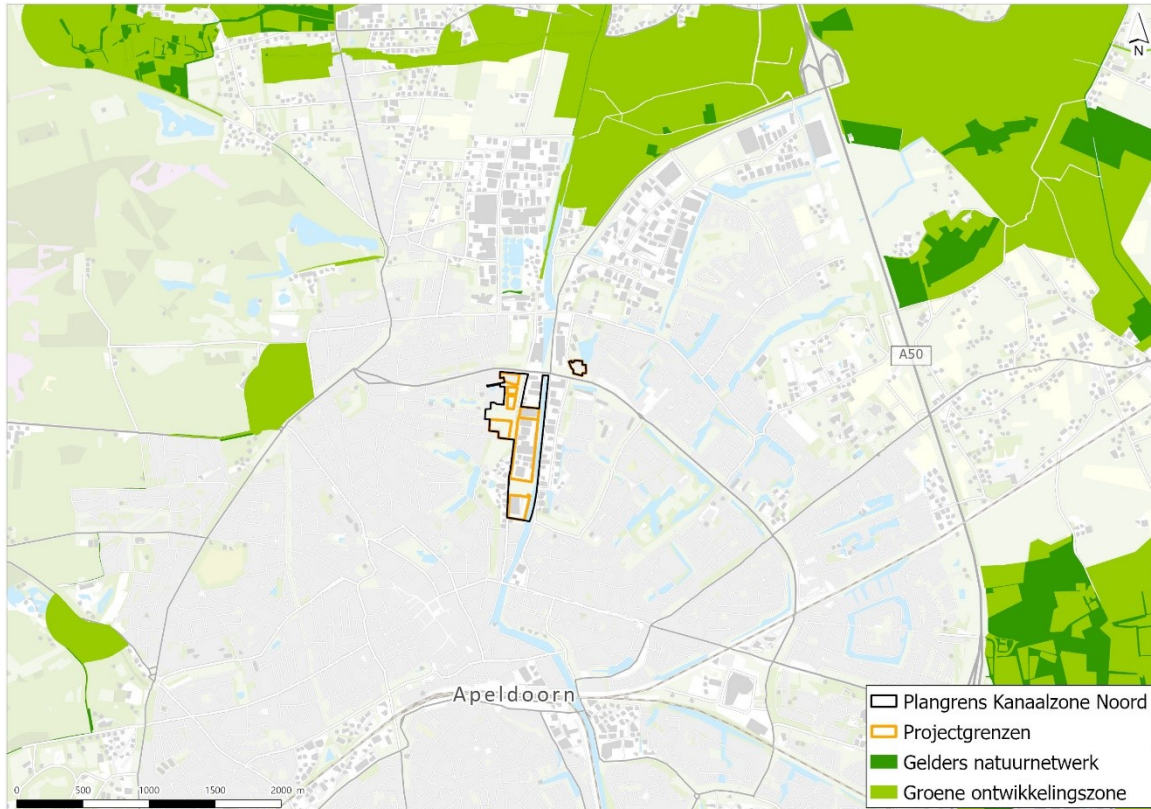 N
A50
Apeldoorn
Plangrens Kanaalzone Noord
Projectgrenzen
Gelders natuurnetwerk
Groene ontwikkelingszone
0 500 1000 1500 2000 m